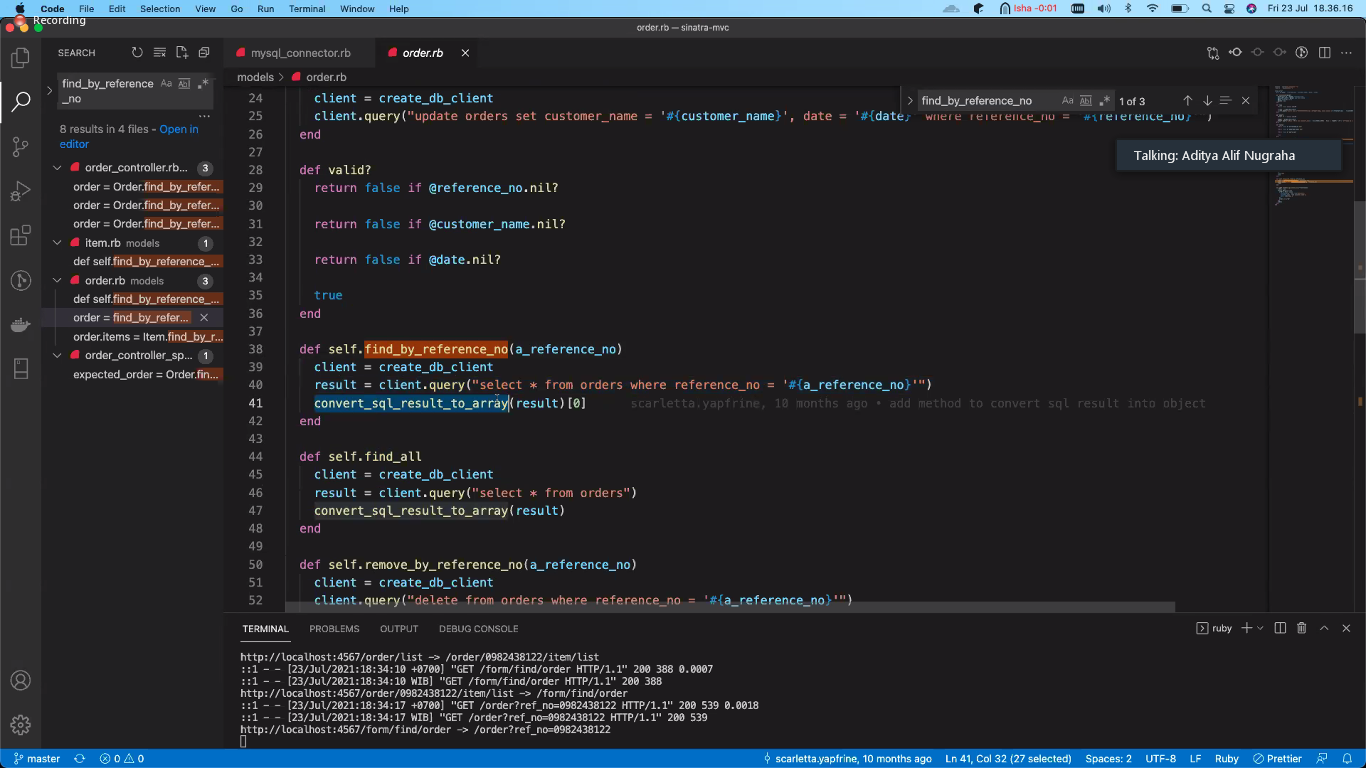 Code File Edit Selection View Go Run Terminal Window Help Isha -0:01 Fri 23 Jul 18.36.16
Recording
order.rb — sinatra-mvc
SEARCH
mysql_connector.rb
order.rb
models > order.rb
find_by_reference_no
Aa
8 results in 4 files - Open in editor
order_controller.rb... 3
order = Order.find_by_refer...
order = Order.find_by_refer...
order = Order.find_by_refer...
item.rb models 1
def self.find_by_reference_...
order.rb models 3
def self.find_by_reference_...
order = find_by_refer...
order.items = Item.find_by_r...
order_controller_sp... 1
expected_order = Order.fin...
find_by_reference_no Aa 1 of 3
Talking: Aditya Alif Nugraha
24 client = create_db_client
25 client.query("update orders set customer_name = '#{customer_name}', date = '#{date}' where reference_no = '#{reference_no}'")
26 end
27
28 def valid?
29 return false if @reference_no.nil?
30
31 return false if @customer_name.nil?
32
33 return false if @date.nil?
34
35 true
36 end
37
38 def self.find_by_reference_no(a_reference_no)
39 client = create_db_client
40 result = client.query("select * from orders where reference_no = '#{a_reference_no}'")
41 convert_sql_result_to_array(result)[0] scarletta.yapfrine, 10 months ago • add method to convert sql result into object
42 end
43
44 def self.find_all
45 client = create_db_client
46 result = client.query("select * from orders")
47 convert_sql_result_to_array(result)
48 end
49
50 def self.remove_by_reference_no(a_reference_no)
51 client = create_db_client
52 client.query("delete from orders where reference_no = '#{a_reference_no}'")
TERMINAL PROBLEMS OUTPUT DEBUG CONSOLE ruby
http://localhost:4567/order/list -> /order/0982438122/item/list
::1 - - [23/Jul/2021:18:34:10 +0700] "GET /form/find/order HTTP/1.1" 200 388 0.0007
::1 - - [23/Jul/2021:18:34:10 WIB] "GET /form/find/order HTTP/1.1" 200 388
http://localhost:4567/order/0982438122/item/list -> /form/find/order
::1 - - [23/Jul/2021:18:34:17 +0700] "GET /order?ref_no=0982438122 HTTP/1.1" 200 539 0.0018
::1 - - [23/Jul/2021:18:34:17 WIB] "GET /order?ref_no=0982438122 HTTP/1.1" 200 539
http://localhost:4567/form/find/order -> /order?ref_no=0982438122
master 0 0 scarletta.yapfrine, 10 months ago Ln 41, Col 32 (27 selected) Spaces: 2 UTF-8 LF Ruby Prettier